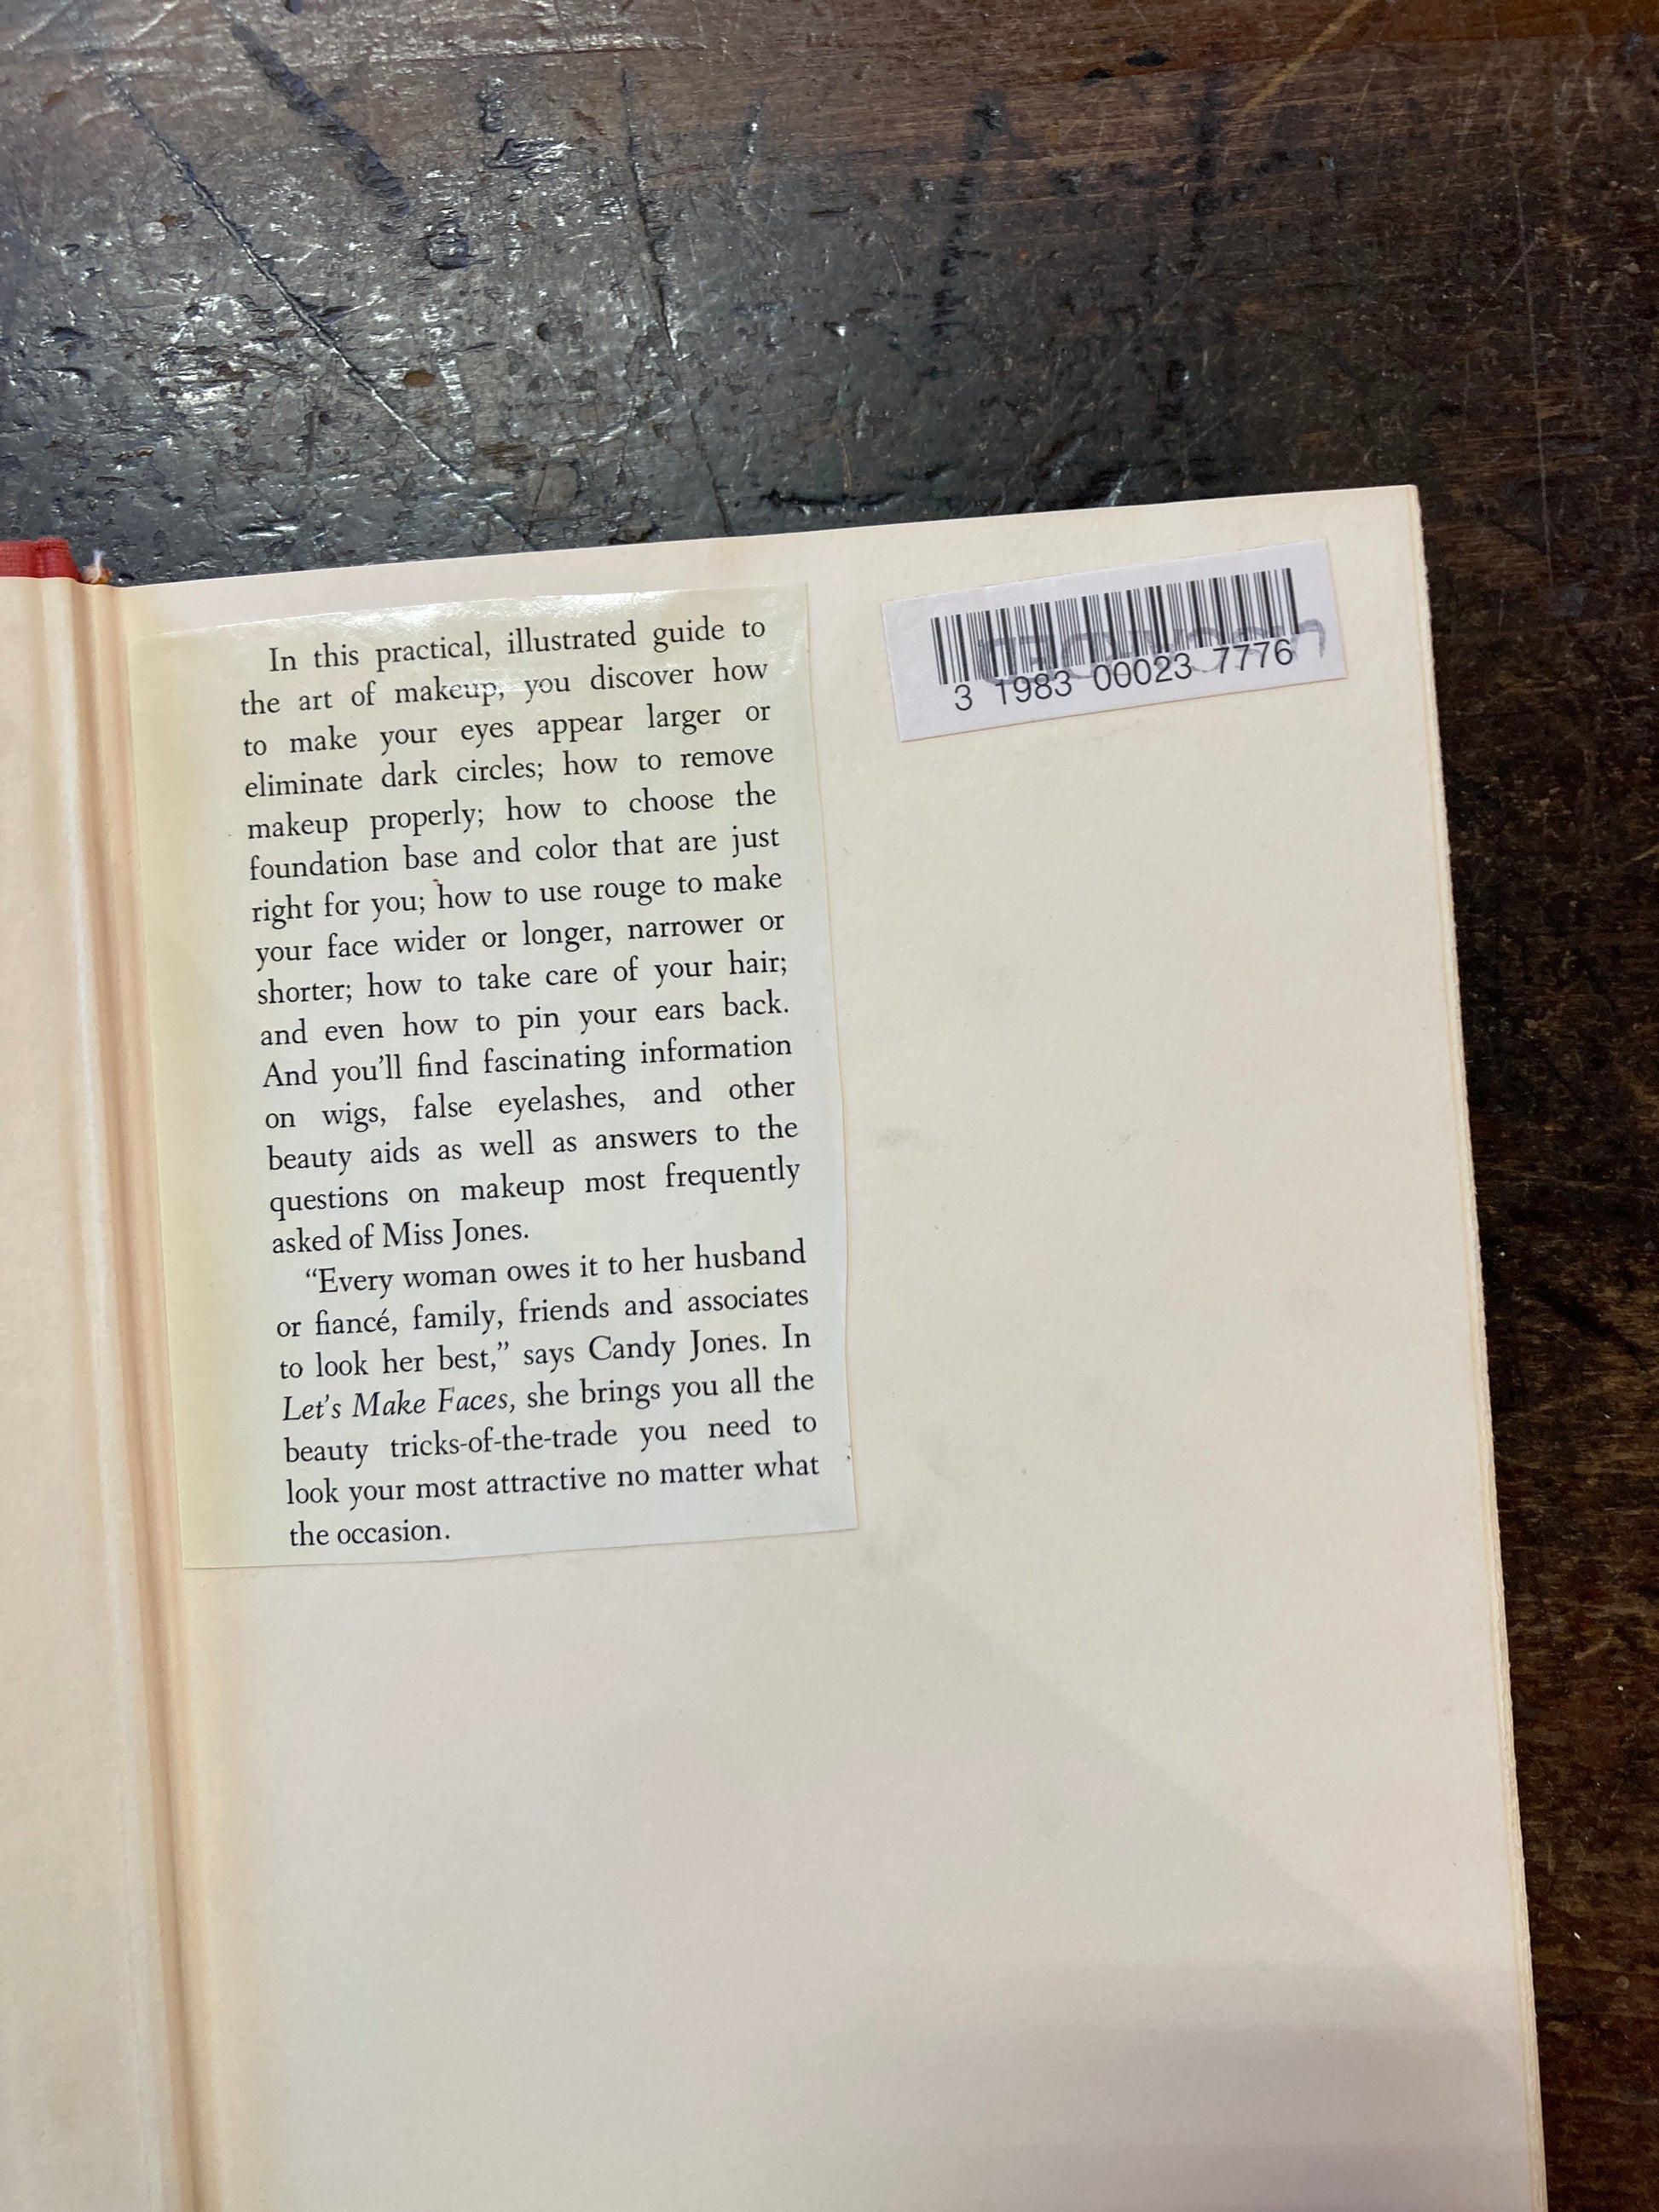 In this practical, illustrated guide to
the art of makeup, you discover how
to make your eyes appear larger or
eliminate dark circles; how to remove
makeup properly; how to choose the
foundation base and color that are just
right for you; how to use rouge to make
your face wider or longer, narrower or
shorter; how to take care of your hair;
and even how to pin your ears back.
And you'll find fascinating information
on wigs, false eyelashes, and other
beauty aids as well as answers to the
questions on makeup most frequently
asked of Miss Jones.
“Every woman owes it to her husband
or fiancé, family, friends and associates
to look her best,” says Candy Jones. In
Let's Make Faces, she brings you all the
beauty tricks-of-the-trade you need to
look your most attractive no matter what
the occasion.
3 1983 00023 7776